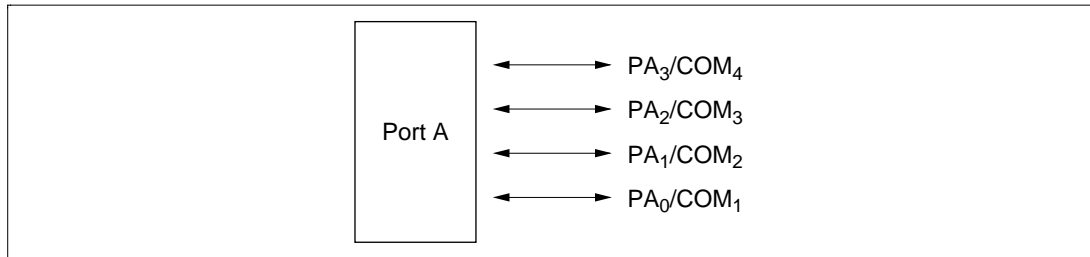 Port A
PA₃/COM₄
PA₂/COM₃
PA₁/COM₂
PA₀/COM₁